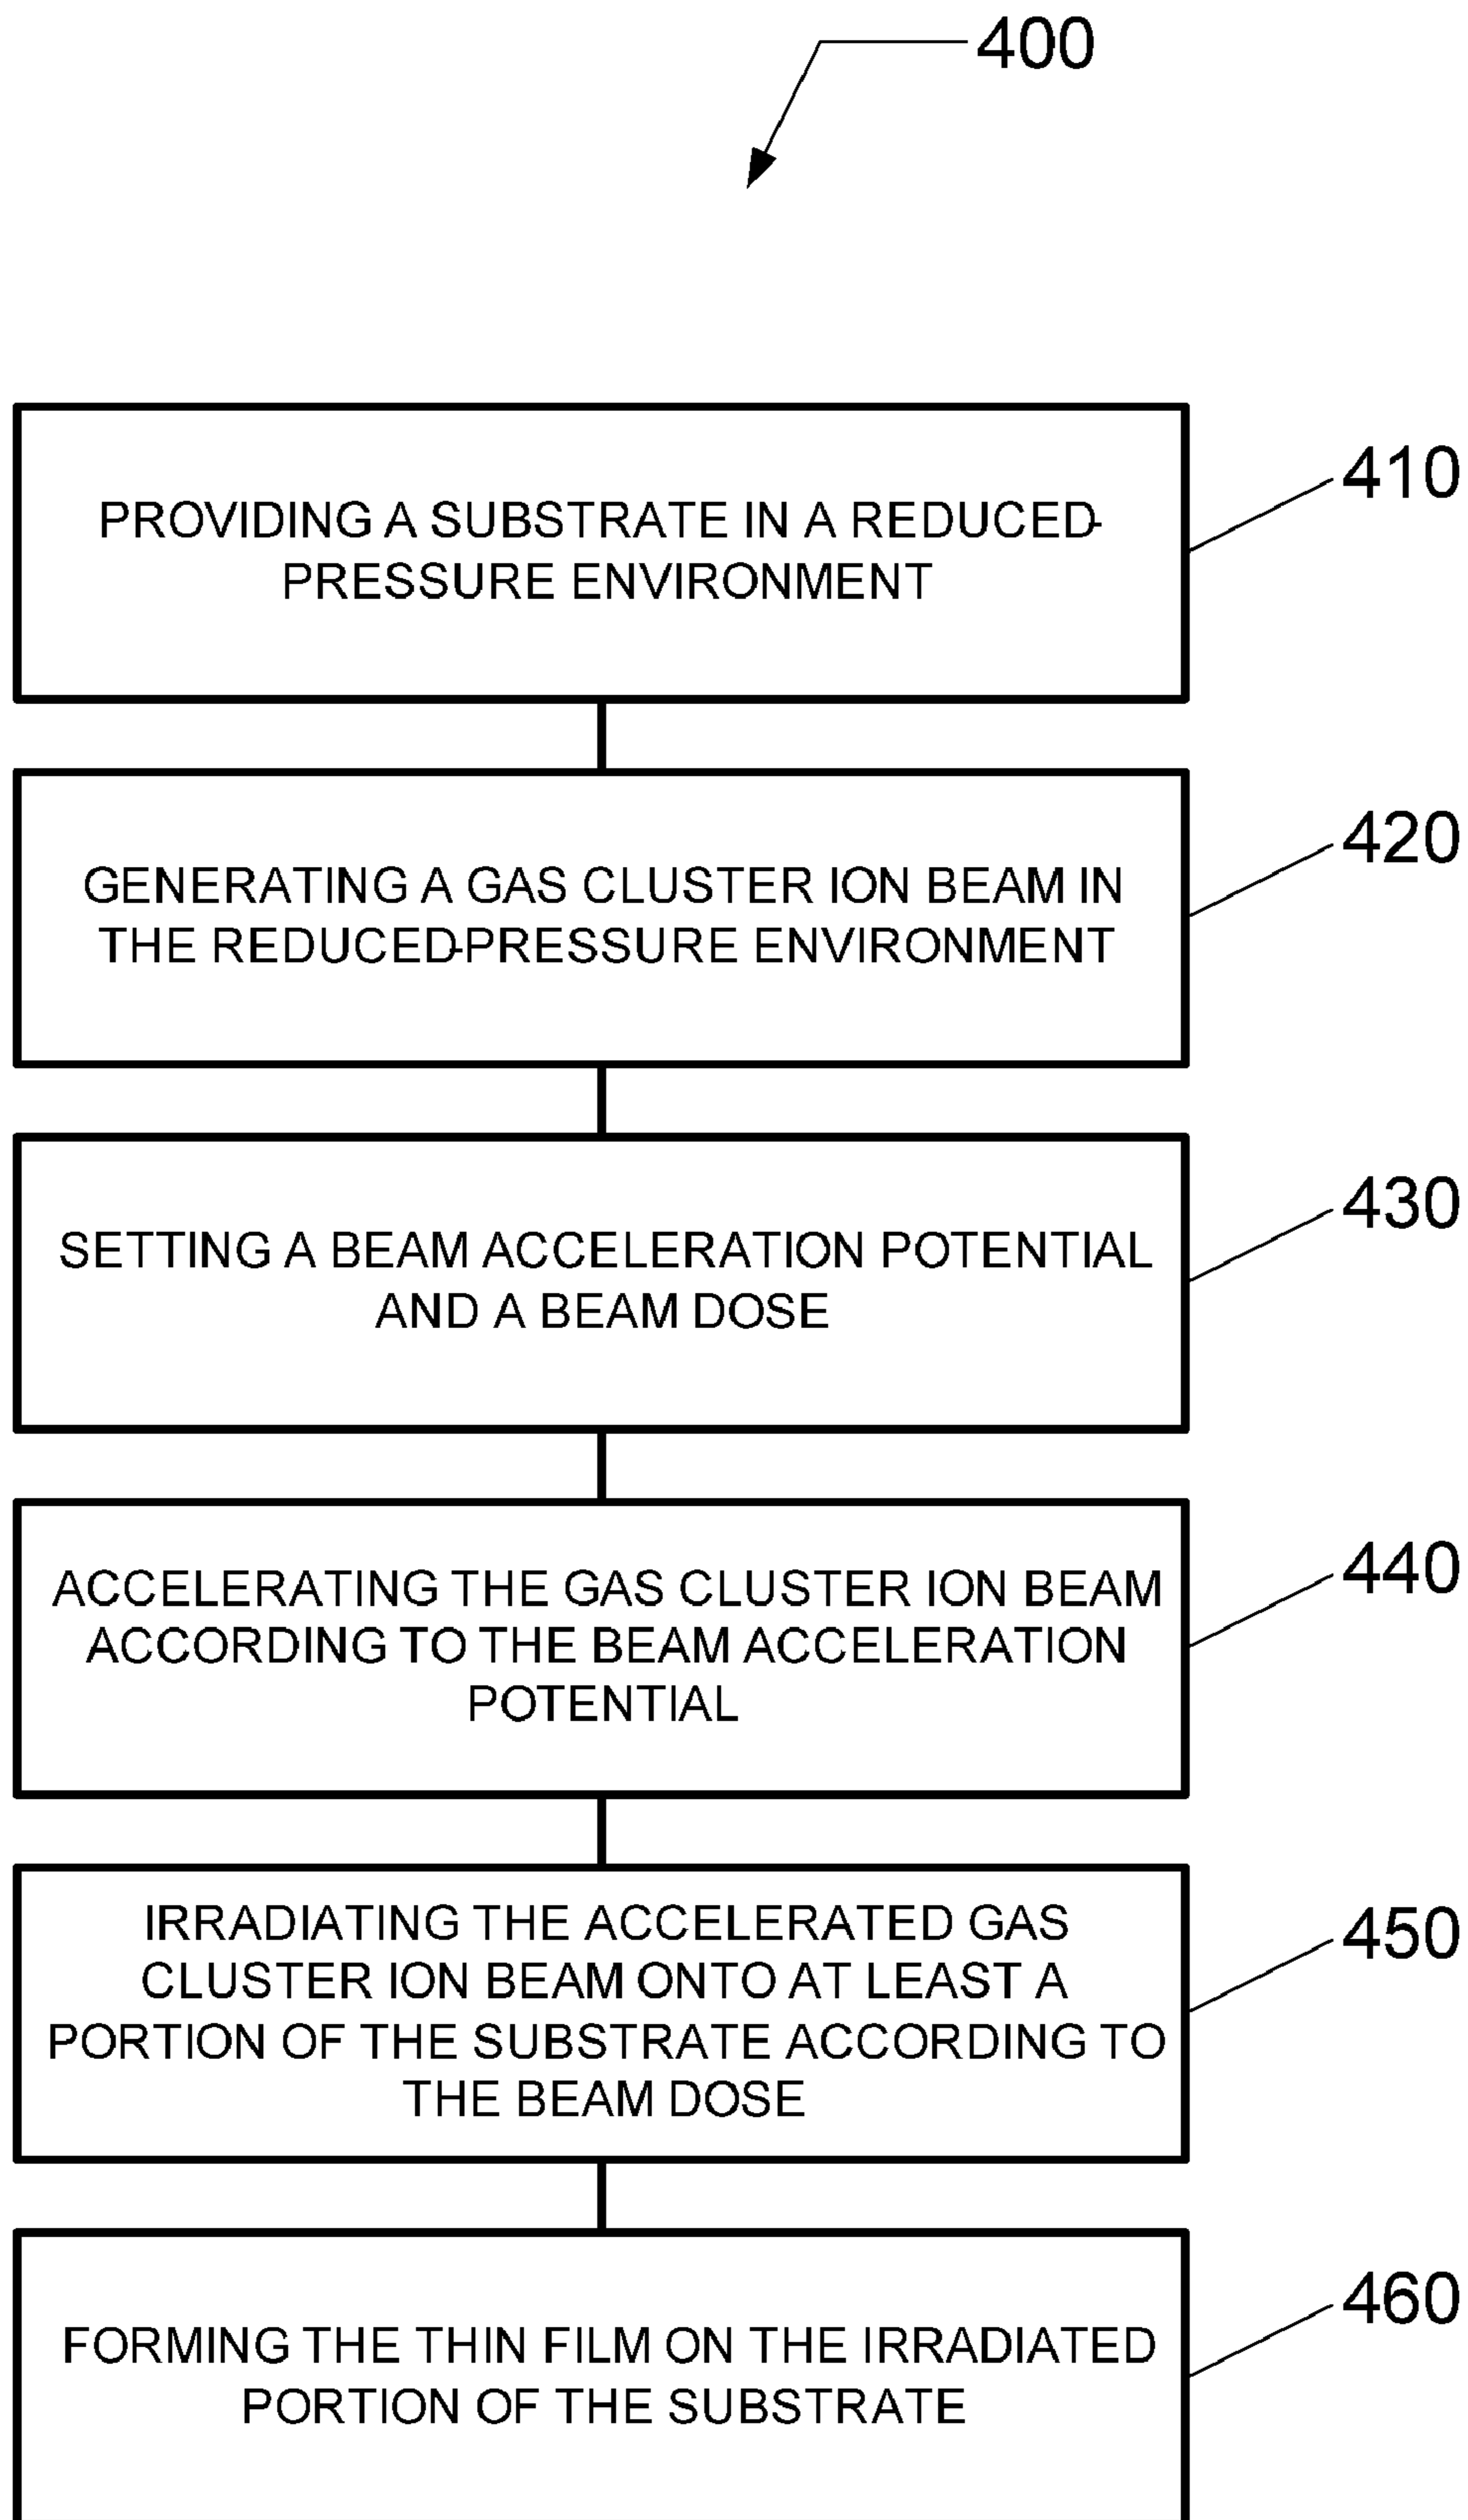 400
PROVIDING A SUBSTRATE IN A REDUCED-
PRESSURE ENVIRONMENT
410
GENERATING A GAS CLUSTER ION BEAM IN
THE REDUCED-PRESSURE ENVIRONMENT
420
SETTING A BEAM ACCELERATION POTENTIAL
AND A BEAM DOSE
430
ACCELERATING THE GAS CLUSTER ION BEAM
ACCORDING TO THE BEAM ACCELERATION
POTENTIAL
440
IRRADIATING THE ACCELERATED GAS
CLUSTER ION BEAM ONTO AT LEAST A
PORTION OF THE SUBSTRATE ACCORDING TO
THE BEAM DOSE
450
FORMING THE THIN FILM ON THE IRRADIATED
PORTION OF THE SUBSTRATE
460